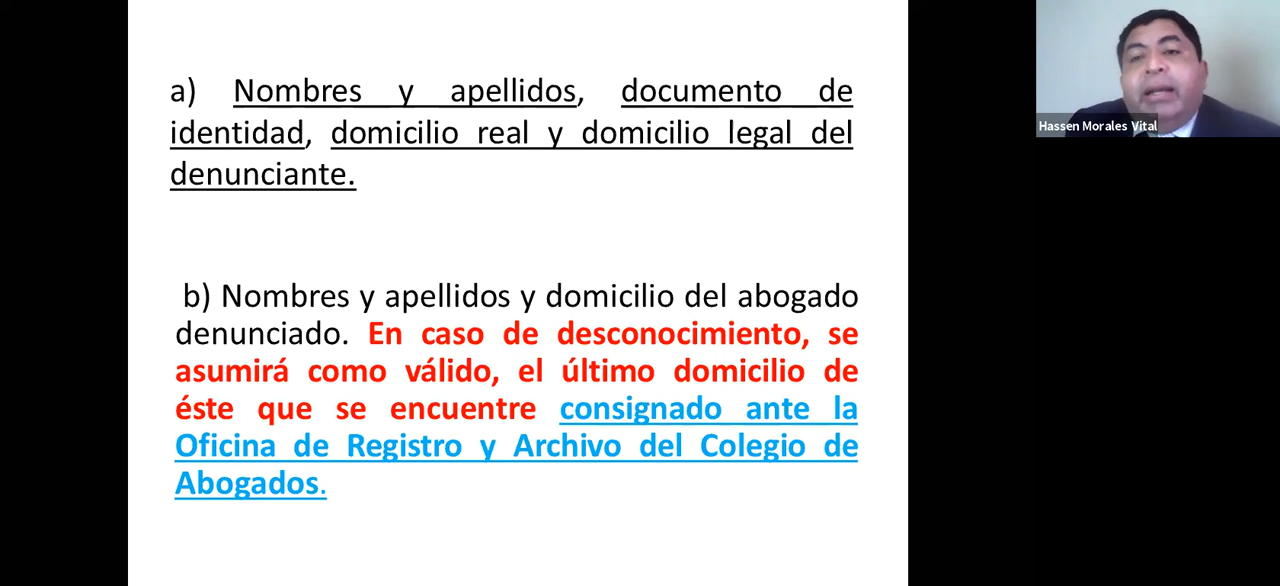 a) Nombres y apellidos, documento de
identidad, domicilio real y domicilio legal del
denunciante.
b) Nombres y apellidos y domicilio del abogado
denunciado. En caso de desconocimiento, se
asumirá como válido, el último domicilio de
éste que se encuentre consignado ante la
Oficina de Registro y Archivo del Colegio de
Abogados.
Hassen Morales Vital